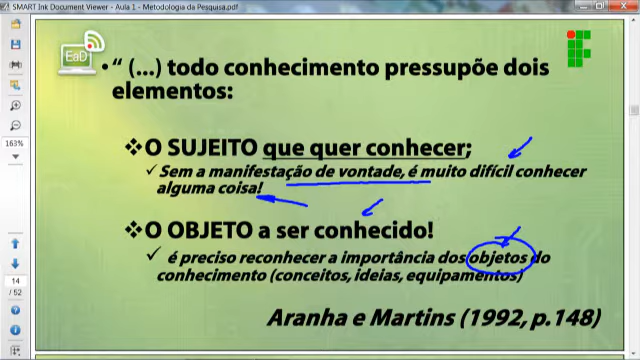 SMART Ink Document Viewer - Aula 1 - Metodologia da Pesquisa.pdf
EaD
• “ (...) todo conhecimento pressupõe dois
elementos:
❖O SUJEITO que quer conhecer;
✓Sem a manifestação de vontade, é muito difícil conhecer
alguma coisa!
❖O OBJETO a ser conhecido!
✓ é preciso reconhecer a importância dos objetos do
conhecimento (conceitos, ideias, equipamentos)
Aranha e Martins (1992, p.148)
163%
14
/ 52